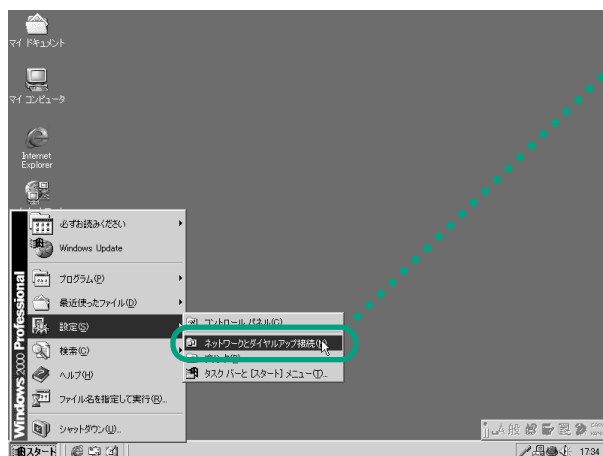 マイ ドキュメント
マイ コンピュータ
Internet
Explorer
必ずお読みください
Windows Update
プログラム(P)
最近使ったファイル(D)
設定(S)
検索(C)
ヘルプ(H)
ファイル名を指定して実行(R)...
シャットダウン(U)...
Windows 2000 Professional
コントロール パネル(C)
ネットワークとダイヤルアップ接続(N)
プリンタ(P)
タスク バーと [スタート] メニュー(T)...
スタート
A 般
17:34